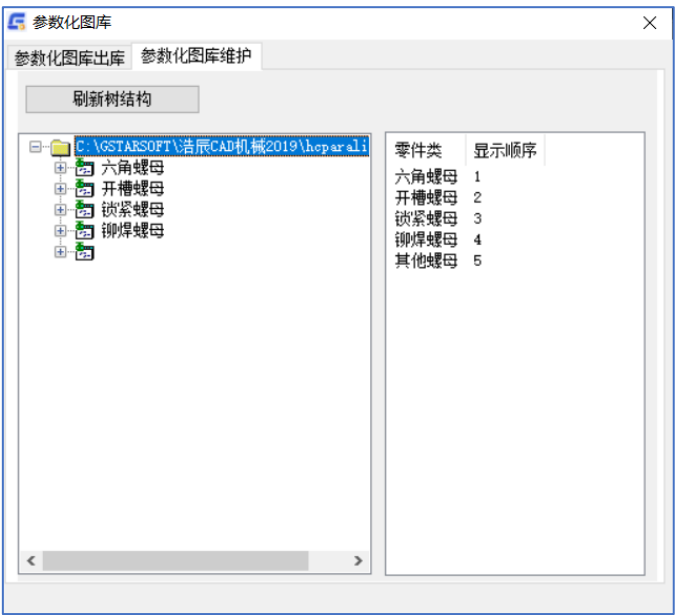 参数化图库
参数化图库出库 参数化图库维护
刷新树结构
C:\GSTARSOFT\浩辰CAD机械2019\hcparali
六角螺母
开槽螺母
锁紧螺母
铆焊螺母
零件类 显示顺序
六角螺母 1
开槽螺母 2
锁紧螺母 3
铆焊螺母 4
其他螺母 5